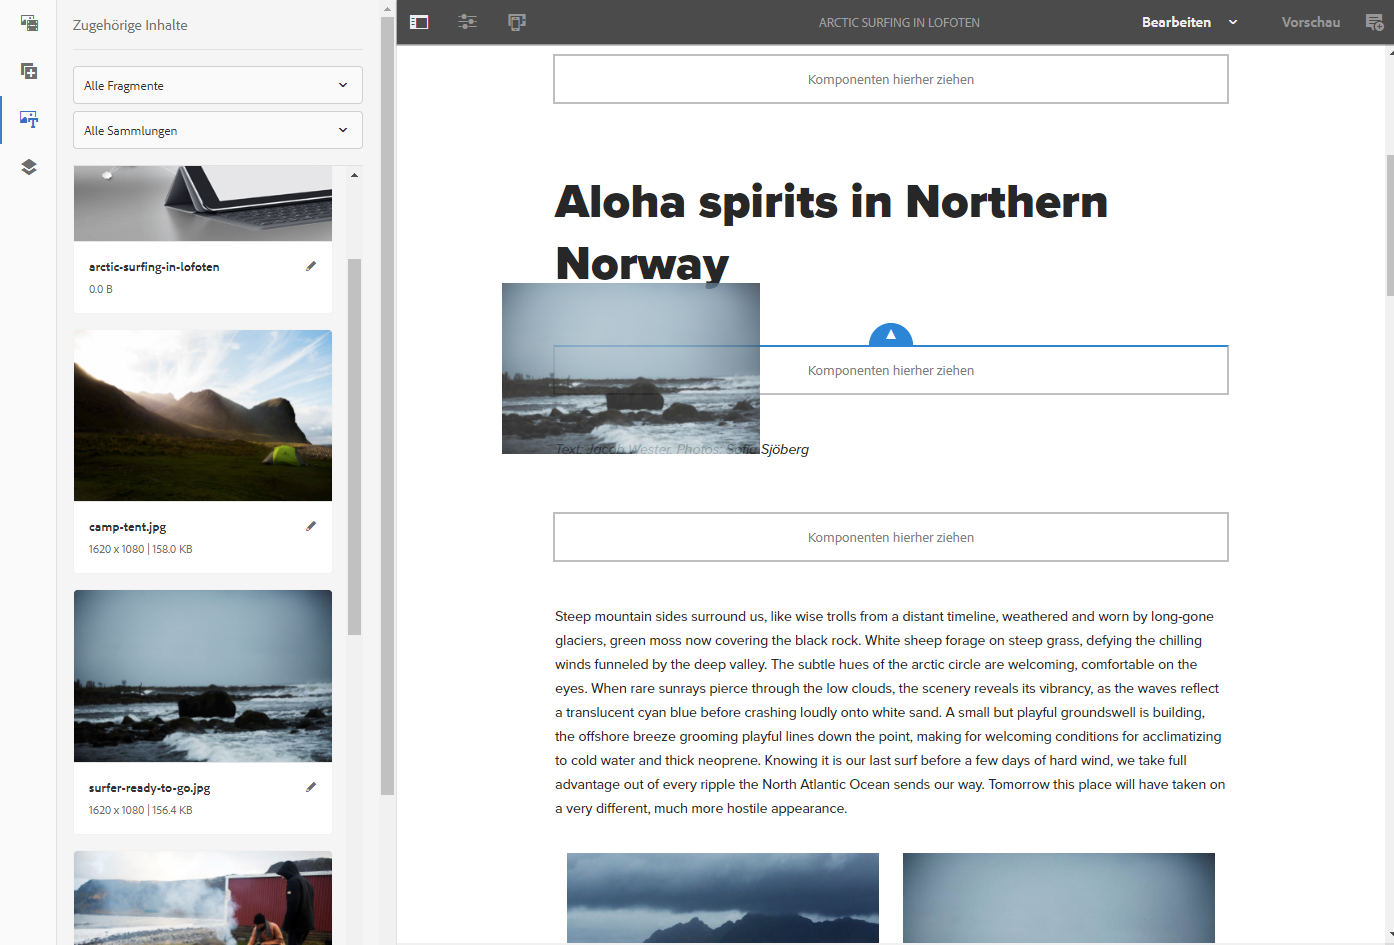 Zugehörige Inhalte
Alle Fragmente
Alle Sammlungen
arctic-surfing-in-lofoten
0.0 B
camp-tent.jpg
1620 x 1080 | 158.0 KB
surfer-ready-to-go.jpg
1620 x 1080 | 156.4 KB
ARCTIC SURFING IN LOFOTEN
Bearbeiten
Vorschau
Komponenten hierher ziehen
Aloha spirits in Northern
Norway
Komponenten hierher ziehen
Text: Jacob Wester. Photos: Sofia Sjöberg
Komponenten hierher ziehen
Steep mountain sides surround us, like wise trolls from a distant timeline, weathered and worn by long-gone
glaciers, green moss now covering the black rock. White sheep forage on steep grass, defying the chilling
winds funneled by the deep valley. The subtle hues of the arctic circle are welcoming, comfortable on the
eyes. When rare sunrays pierce through the low clouds, the scenery reveals its vibrancy, as the waves reflect
a translucent cyan blue before crashing loudly onto white sand. A small but playful groundswell is building,
the offshore breeze grooming playful lines down the point, making for welcoming conditions for acclimatizing
to cold water and thick neoprene. Knowing it is our last surf before a few days of hard wind, we take full
advantage out of every ripple the North Atlantic Ocean sends our way. Tomorrow this place will have taken on
a very different, much more hostile appearance.